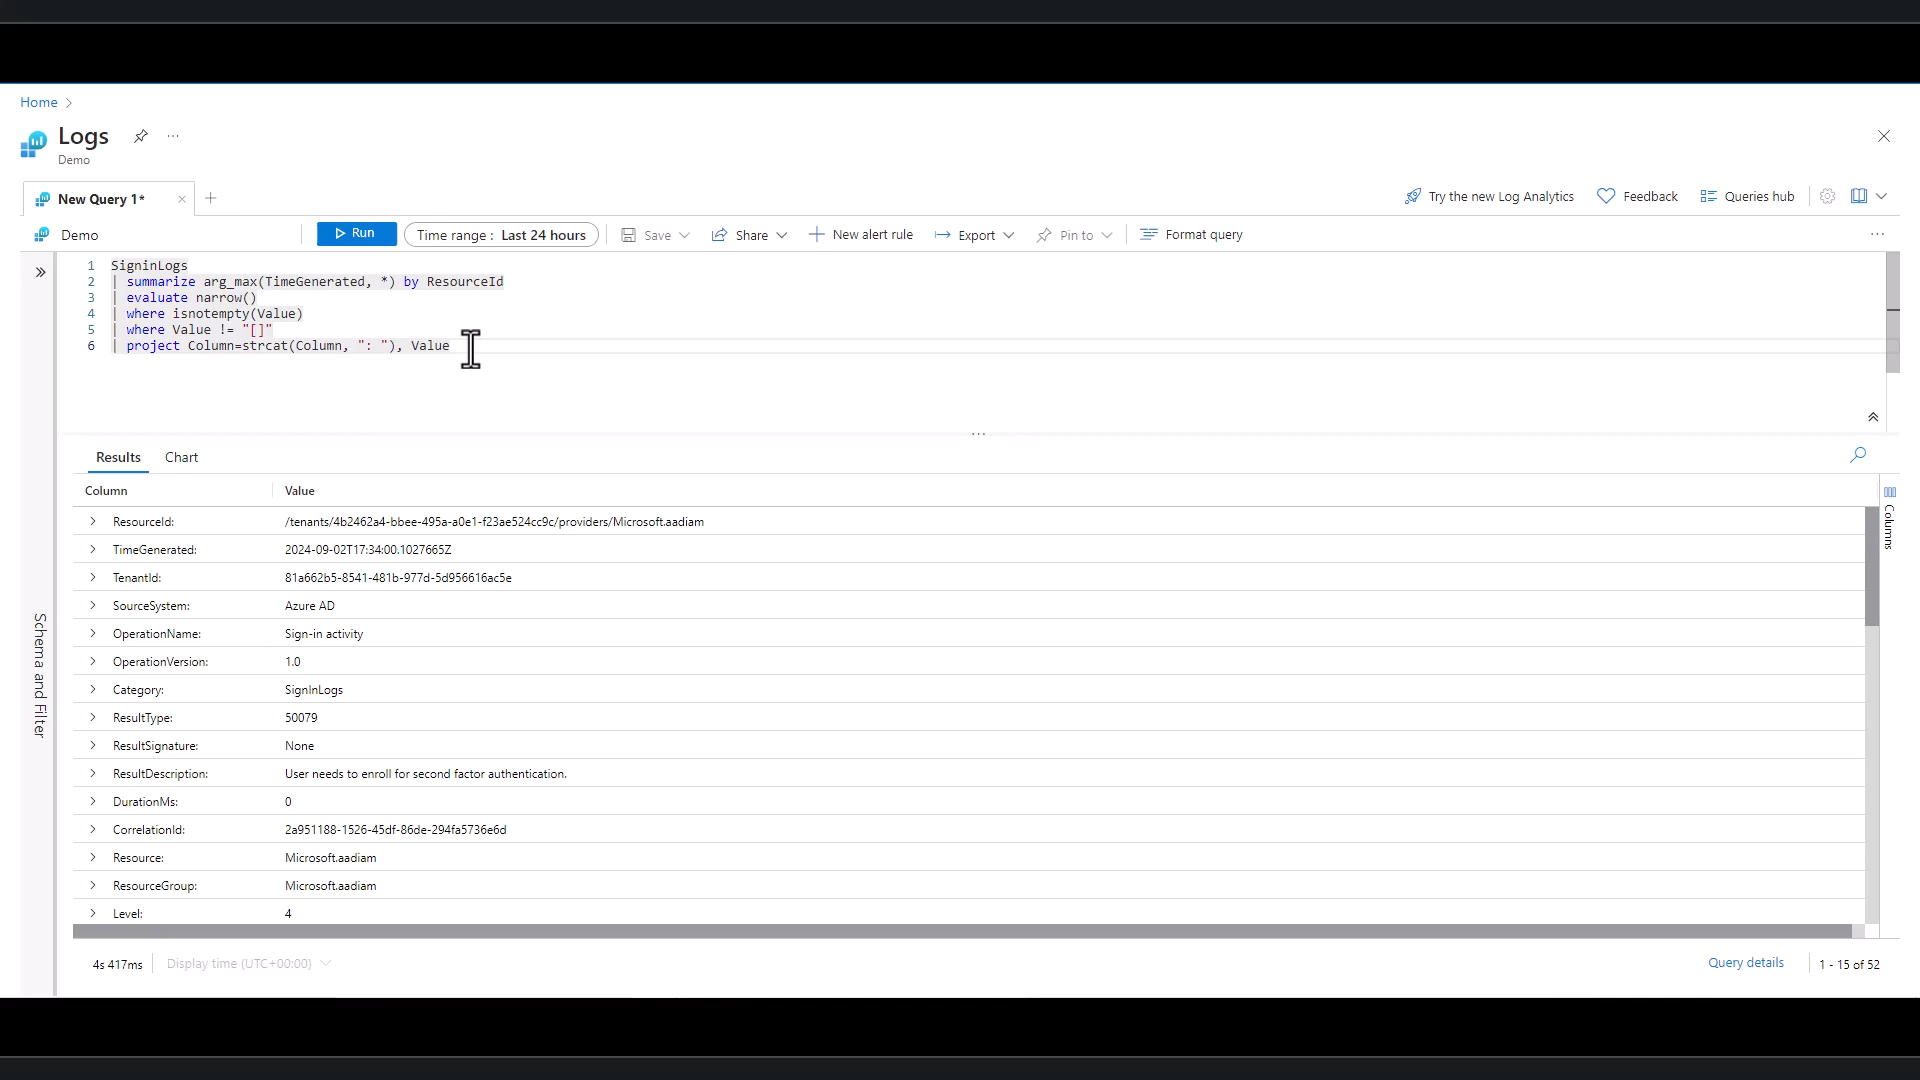 Home
Logs
Demo
New Query 1*
Try the new Log Analytics
Feedback
Queries hub
Demo
Run
Time range : Last 24 hours
Save
Share
New alert rule
Export
Pin to
Format query
1 SigninLogs
2 | summarize arg_max(TimeGenerated, *) by ResourceId
3 | evaluate narrow()
4 | where isnotempty(Value)
5 | where Value != "[]"
6 | project Column=strcat(Column, ": "), Value
Schema and Filter
Results Chart
Column Value
ResourceId: /tenants/4b2462a4-bbee-495a-a0e1-f23ae524cc9c/providers/Microsoft.aadiam
TimeGenerated: 2024-09-02T17:34:00.1027665Z
TenantId: 81a662b5-8541-481b-977d-5d956616ac5e
SourceSystem: Azure AD
OperationName: Sign-in activity
OperationVersion: 1.0
Category: SignInLogs
ResultType: 50079
ResultSignature: None
ResultDescription: User needs to enroll for second factor authentication.
DurationMs: 0
CorrelationId: 2a951188-1526-45df-86de-294fa5736e6d
Resource: Microsoft.aadiam
ResourceGroup: Microsoft.aadiam
Level: 4
Columns
4s 417ms
Display time (UTC+00:00)
Query details
1 - 15 of 52